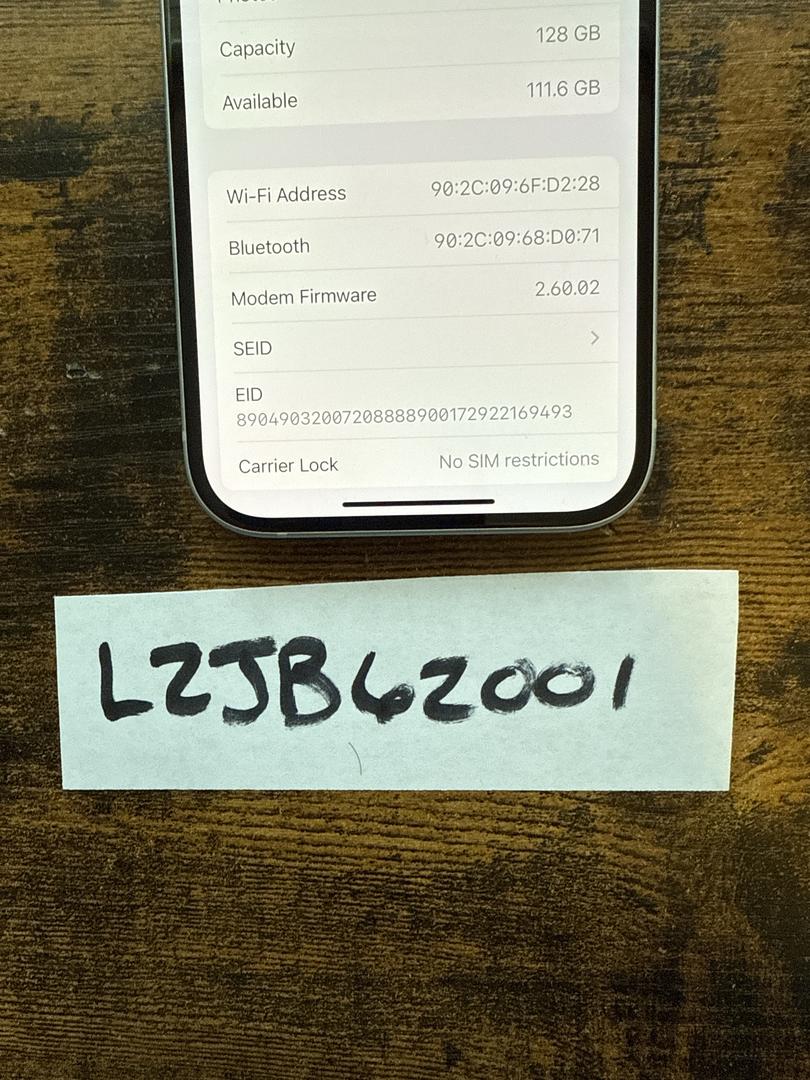 Capacity 128 GB
Available 111.6 GB
Wi-Fi Address 90:2C:09:6F:D2:28
Bluetooth 90:2C:09:68:D0:71
Modem Firmware 2.60.02
SEID
EID
89049032007208888900172922169493
Carrier Lock No SIM restrictions
LZJB62001